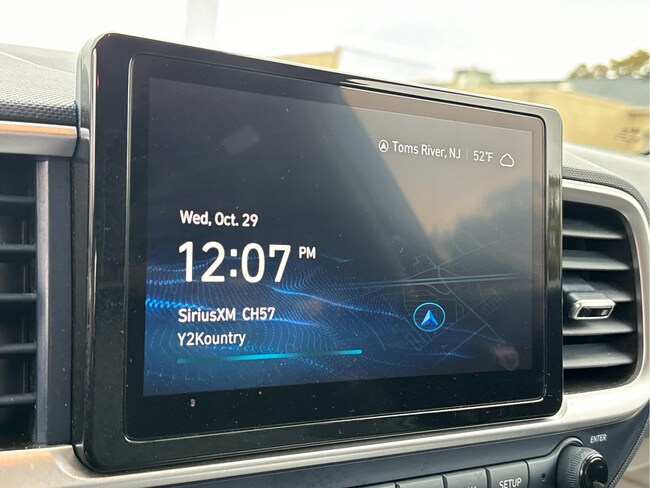 Toms River, NJ | 52°F
Wed, Oct. 29
12:07 PM
SiriusXM CH57
Y2Kountry
ENTER
SETUP